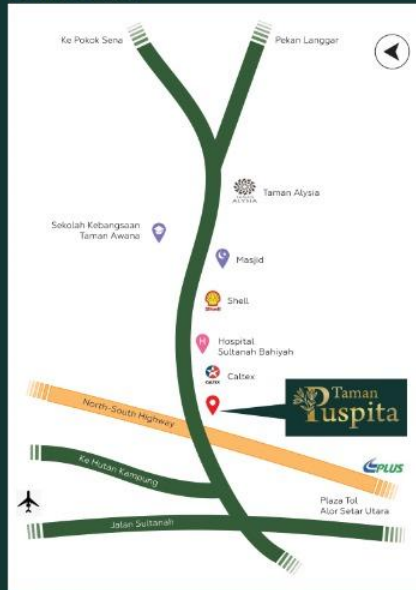 Ke Pokok Sena
Pekan Langgar
ALYSIA
Taman Alysia
Sekolah Kebangsaan
Taman Awana
Masjid
Shell
H
Hospital
Sultanah Bahiyah
CALTEX
Caltex
Taman
Puspita
North-South Highway
PLUS
Ke Hutan Kampung
Plaza Tol
Alor Setar Utara
Jalan Sultanah